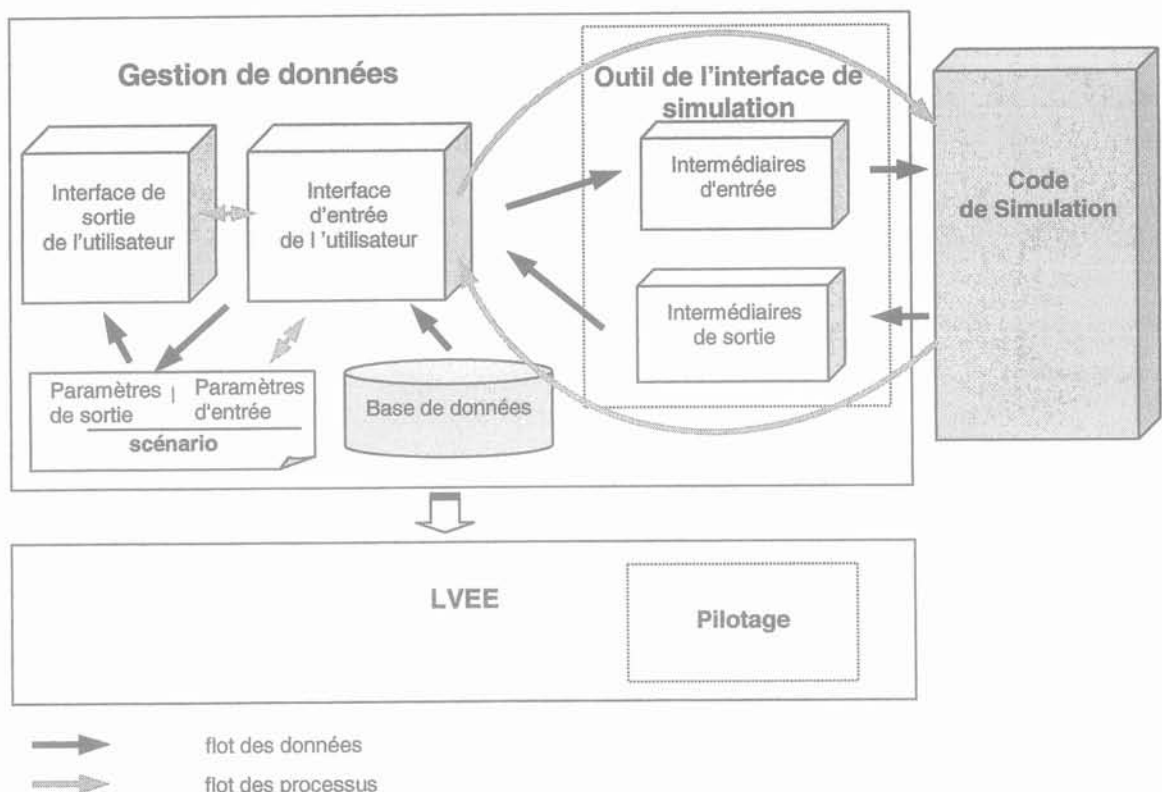 Gestion de données
Outil de l'interface de
simulation
Interface de
sortie
de l'utilisateur
Interface
d'entrée
de l 'utilisateur
Intermédiaires
d'entrée
Code
de Simulation
Intermédiaires
de sortie
Paramètres
de sortie
Paramètres
d'entrée
scénario
Base de données
LVEE
Pilotage
flot des données
flot des processus